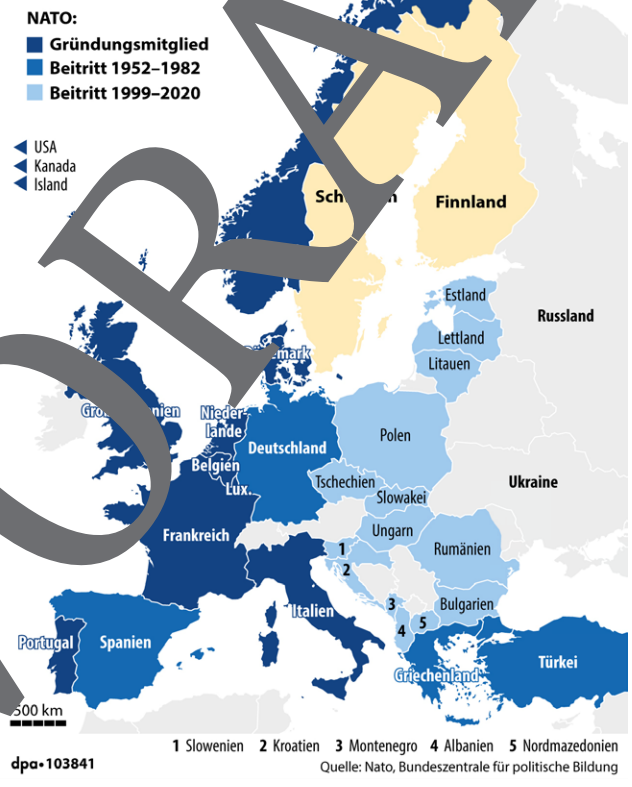 NATO:
Gründungsmitglied
Beitritt 1952–1982
Beitritt 1999–2020
USA
Kanada
Island
Finnland
Estland
Russland
Lettland
Litauen
Nieder-
lande
Polen
Deutschland
Belgien
Tschechien
Ukraine
Lux.
Slowakei
Frankreich
Ungarn
1
Rumänien
2
3
Bulgarien
Italien
5
4
Portugal
Spanien
Türkei
Griechenland
500 km
1 Slowenien 2 Kroatien 3 Montenegro 4 Albanien 5 Nordmazedonien
dpa•103841
Quelle: Nato, Bundeszentrale für politische Bildung